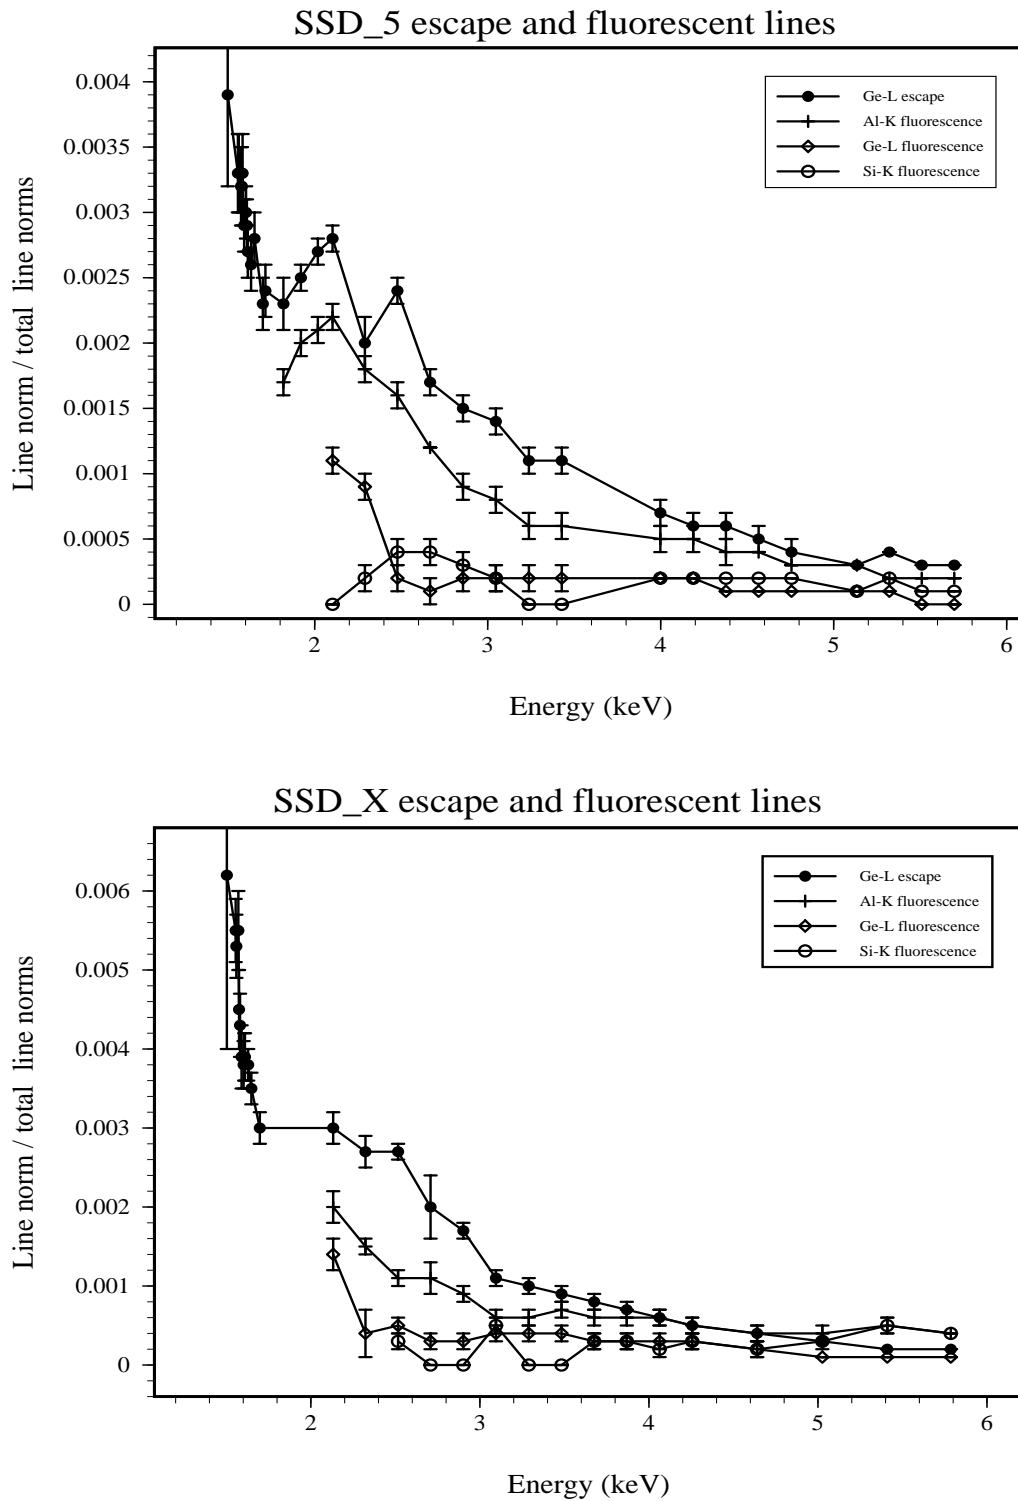 SSD_5 escape and fluorescent lines
Line norm / total line norms
0.004
0.0035
0.003
0.0025
0.002
0.0015
0.001
0.0005
0
Ge-L escape
Al-K fluorescence
Ge-L fluorescence
Si-K fluorescence
2 3 4 5 6
Energy (keV)
SSD_X escape and fluorescent lines
Line norm / total line norms
0.006
0.005
0.004
0.003
0.002
0.001
0
Ge-L escape
Al-K fluorescence
Ge-L fluorescence
Si-K fluorescence
2 3 4 5 6
Energy (keV)